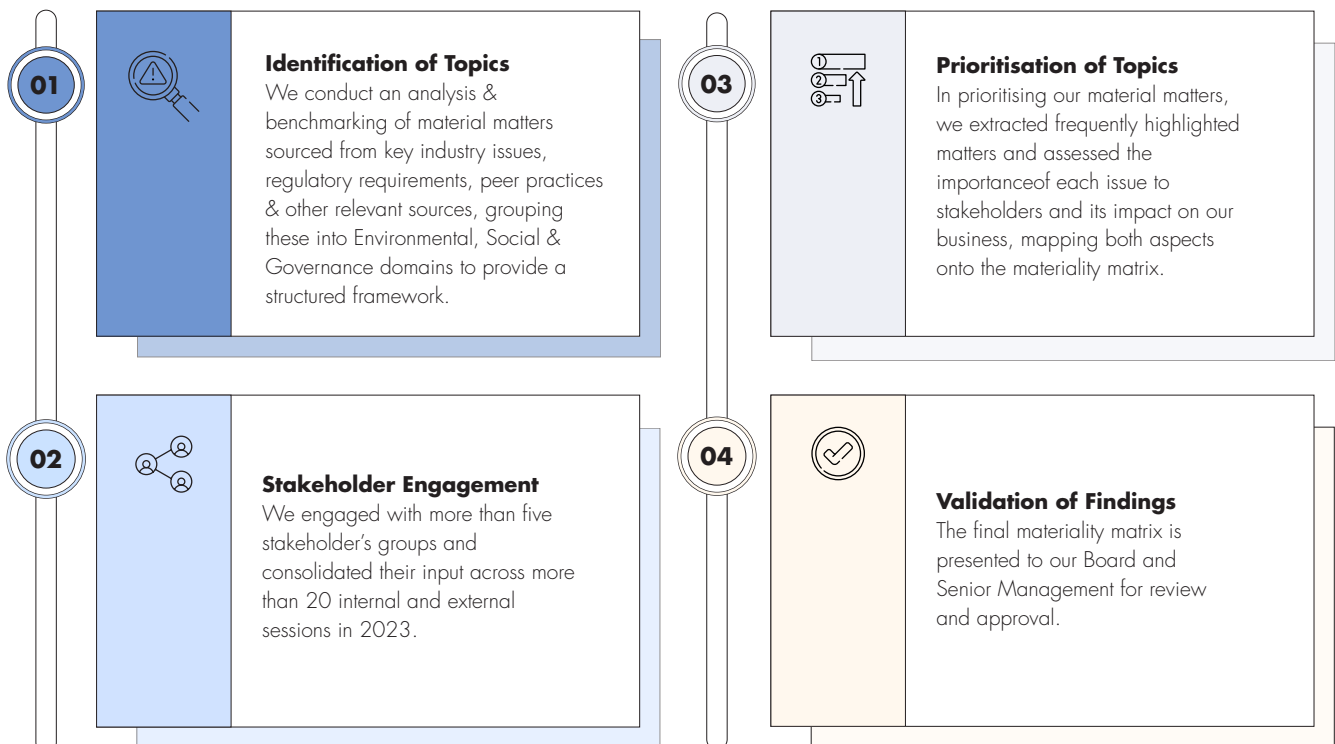 01
Identification of Topics
We conduct an analysis &
benchmarking of material matters
sourced from key industry issues,
regulatory requirements, peer practices
& other relevant sources, grouping
these into Environmental, Social &
Governance domains to provide a
structured framework.
02
Stakeholder Engagement
We engaged with more than five
stakeholder’s groups and
consolidated their input across more
than 20 internal and external
sessions in 2023.
03
1
2
3
Prioritisation of Topics
In prioritising our material matters,
we extracted frequently highlighted
matters and assessed the
importanceof each issue to
stakeholders and its impact on our
business, mapping both aspects
onto the materiality matrix.
04
Validation of Findings
The final materiality matrix is
presented to our Board and
Senior Management for review
and approval.